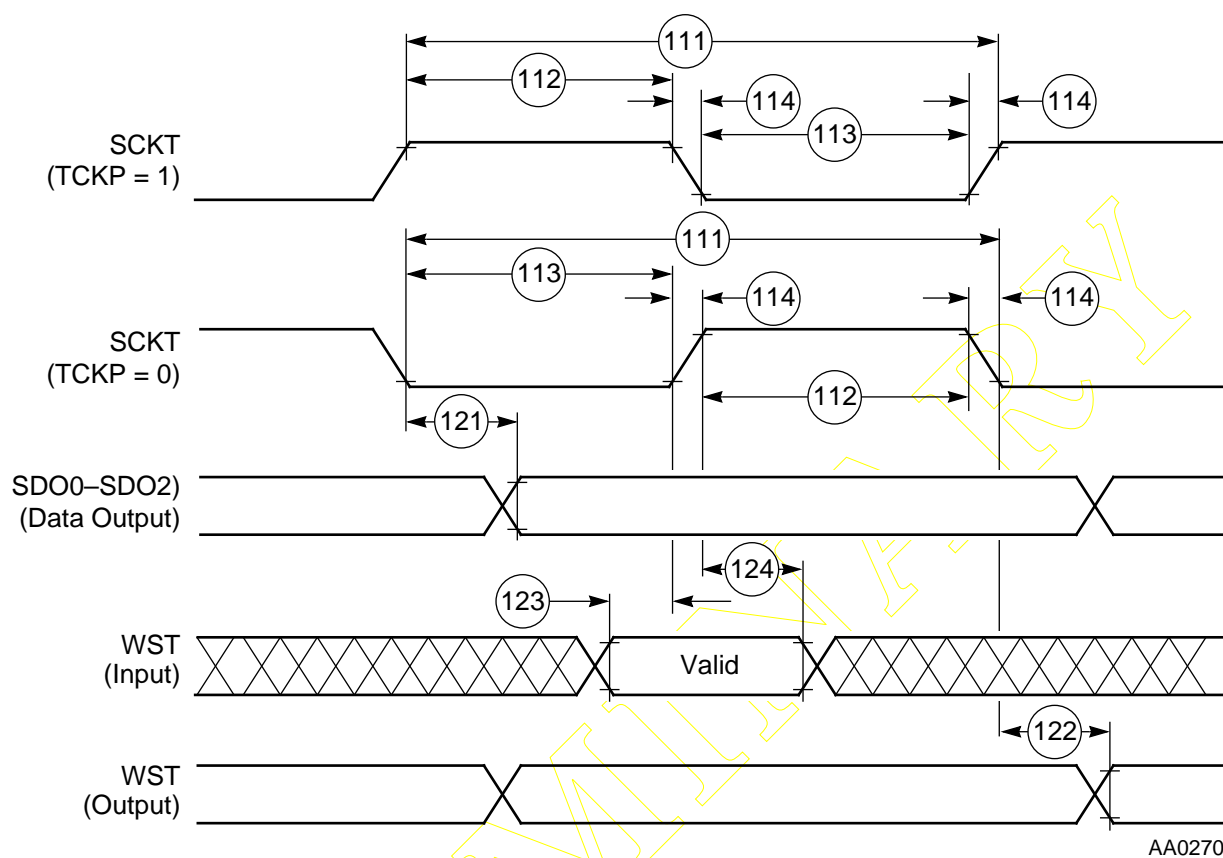 111
112
114
114
113
SCKT
(TCKP = 1)
111
113
114
114
SCKT
(TCKP = 0)
112
121
SDO0–SDO2)
(Data Output)
124
123
WST
(Input)
Valid
122
WST
(Output)
AA0270